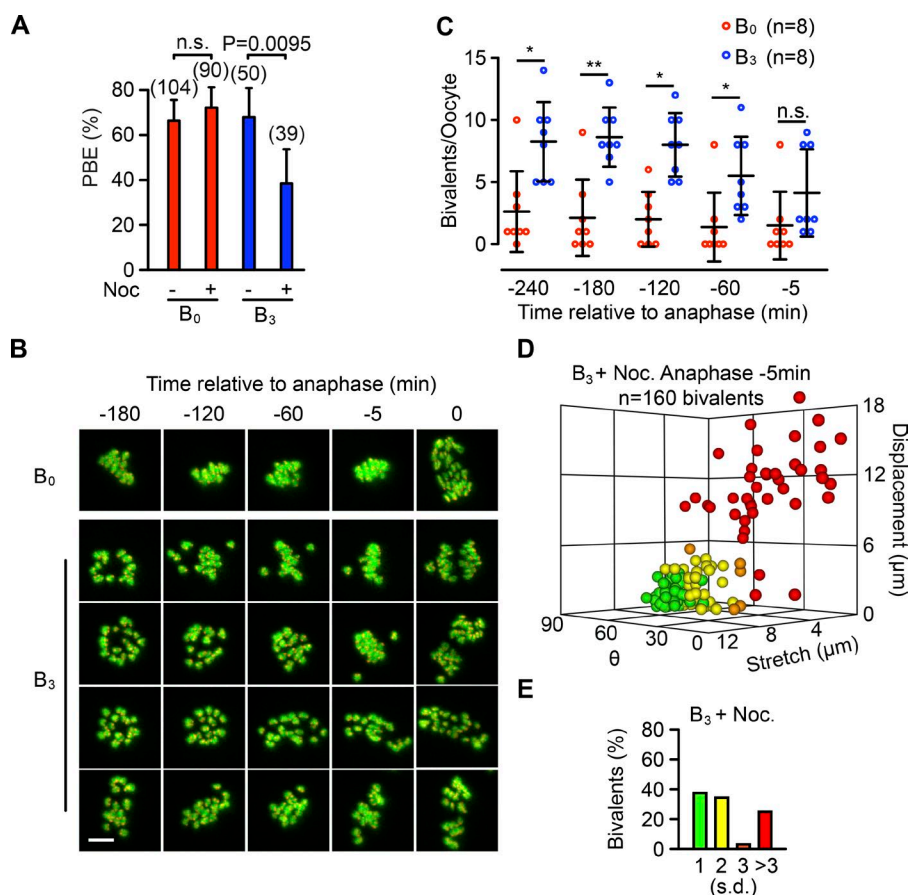 A
n.s. P=0.0095
(104) (90) (50) (39)
PBE (%)
80
60
40
20
0
Noc - + - +
B₀ B₃
B
Time relative to anaphase (min)
-180 -120 -60 -5 0
B₀
B₃
C
B₀ (n=8)
B₃ (n=8)
* ** * * n.s.
Bivalents/Oocyte
15
10
5
0
-240 -180 -120 -60 -5
Time relative to anaphase (min)
D
B₃ + Noc. Anaphase -5min
n=160 bivalents
18
12
6
0
Displacement (µm)
90 60 30 0
θ
12 8 4
Stretch (µm)
E
B₃ + Noc.
Bivalents (%)
80
60
40
20
0
1 2 3 >3
(s.d.)